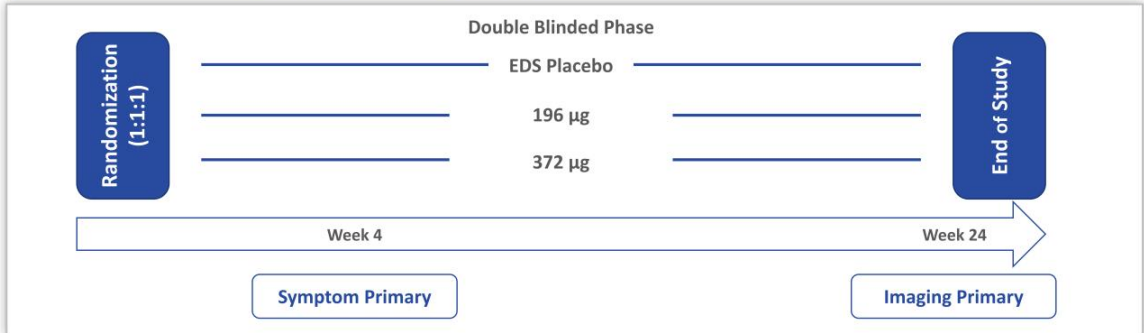 Double Blinded Phase
Randomization
(1:1:1)
EDS Placebo
196 µg
372 µg
End of Study
Week 4
Week 24
Symptom Primary
Imaging Primary